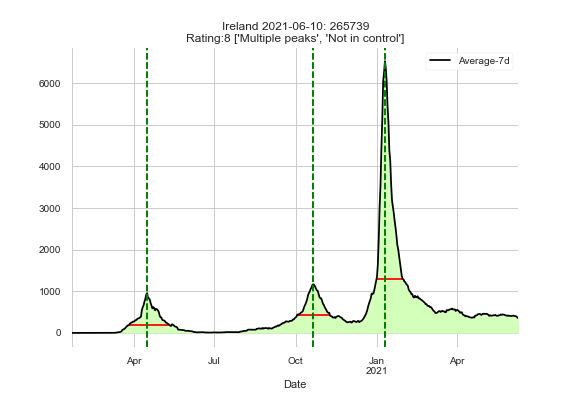 Ireland 2021-06-10: 265739
Rating:8 ['Multiple peaks', 'Not in control']
Average-7d
6000
5000
4000
3000
2000
1000
0
Apr
Jul
Oct
Jan
2021
Apr
Date